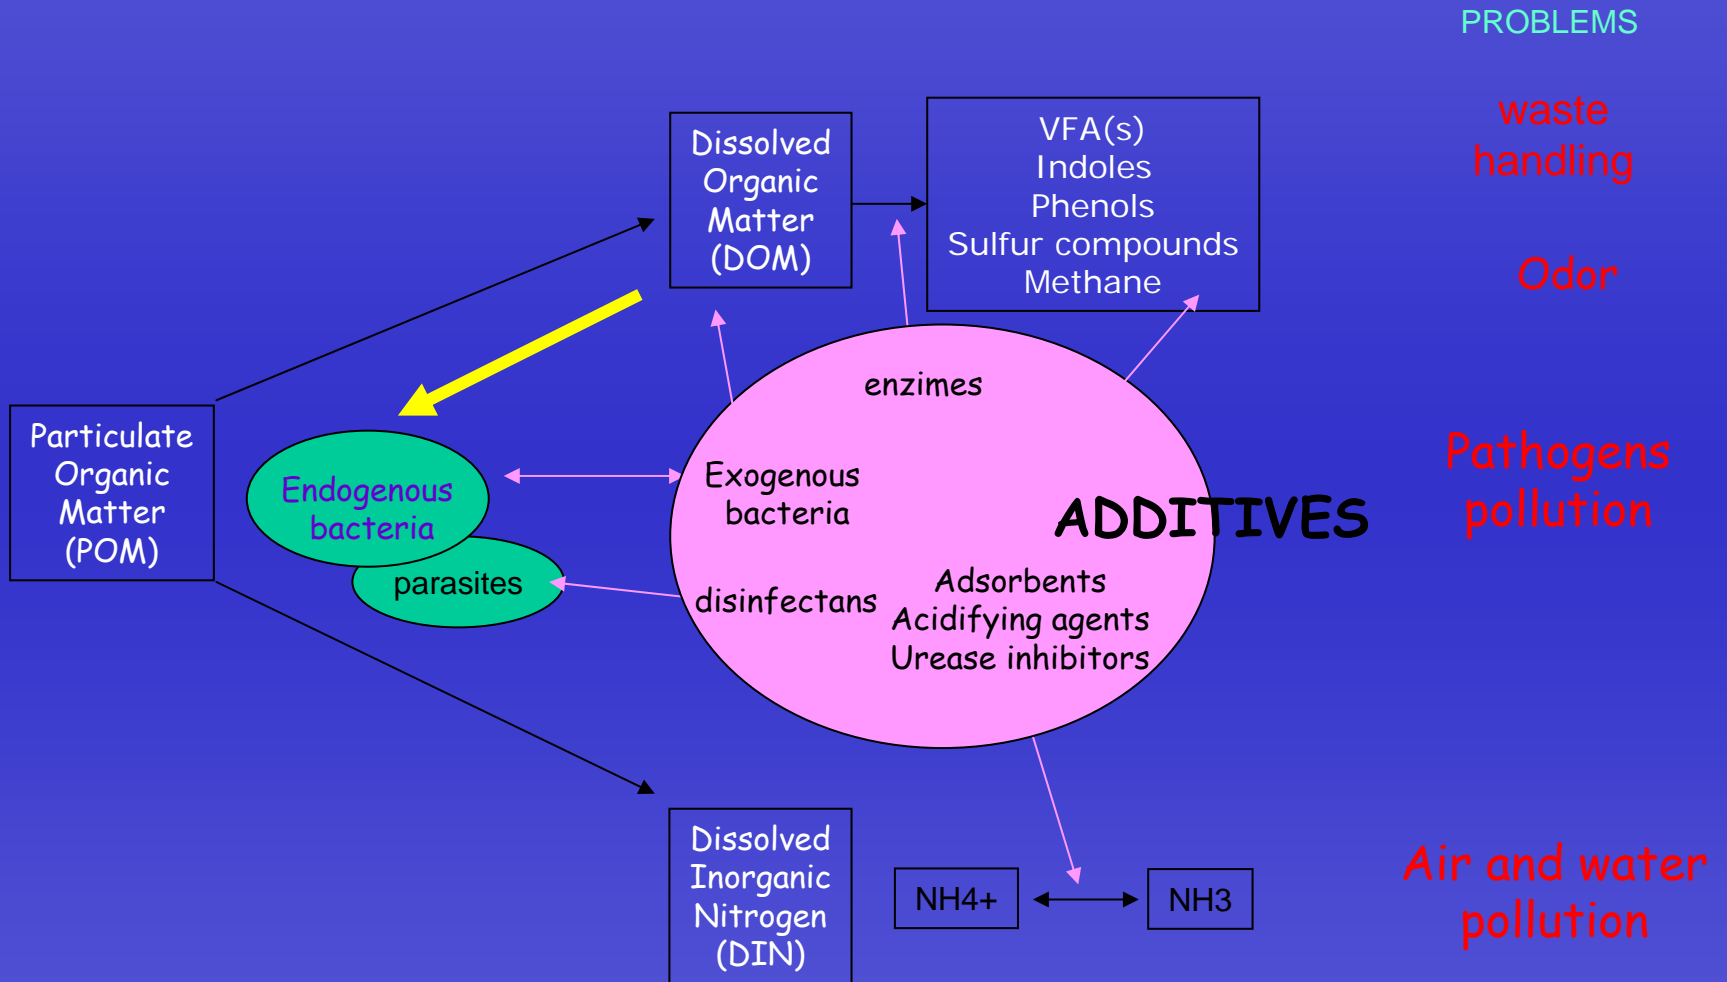 PROBLEMS
waste
handling
Odor
Pathogens
pollution
Air and water
pollution
Particulate
Organic
Matter
(POM)
Dissolved
Organic
Matter
(DOM)
VFA(s)
Indoles
Phenols
Sulfur compounds
Methane
Endogenous
bacteria
parasites
enzimes
Exogenous
bacteria
ADDITIVES
disinfectans
Adsorbents
Acidifying agents
Urease inhibitors
Dissolved
Inorganic
Nitrogen
(DIN)
NH4+
NH3